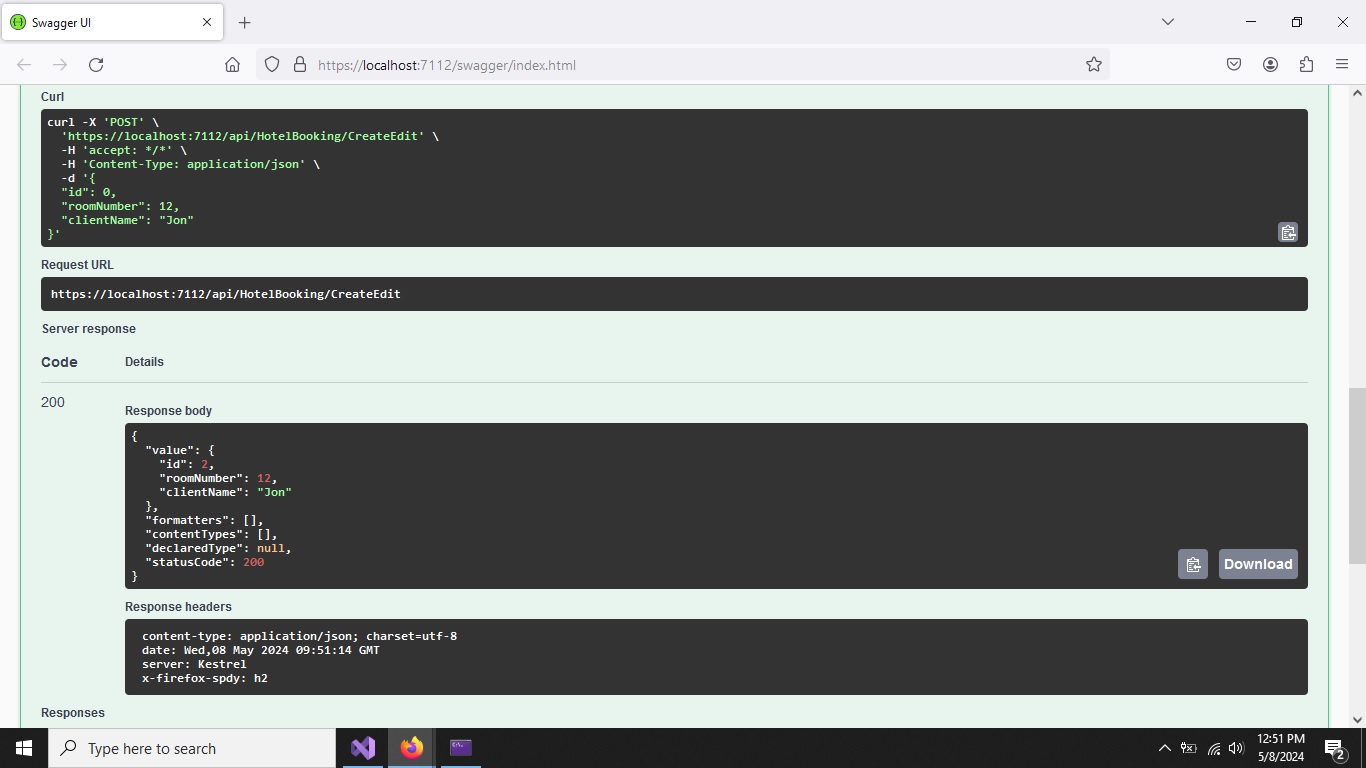 Swagger UI
https://localhost:7112/swagger/index.html
Curl
curl -X 'POST' \
  'https://localhost:7112/api/HotelBooking/CreateEdit' \
  -H 'accept: */*' \
  -H 'Content-Type: application/json' \
  -d '{
  "id": 0,
  "roomNumber": 12,
  "clientName": "Jon"
}'
Request URL
https://localhost:7112/api/HotelBooking/CreateEdit
Server response
Code Details
200
Response body
{
  "value": {
    "id": 2,
    "roomNumber": 12,
    "clientName": "Jon"
  },
  "formatters": [],
  "contentTypes": [],
  "declaredType": null,
  "statusCode": 200
}
Download
Response headers
content-type: application/json; charset=utf-8
date: Wed,08 May 2024 09:51:14 GMT
server: Kestrel
x-firefox-spdy: h2
Responses
Type here to search
12:51 PM
5/8/2024
2